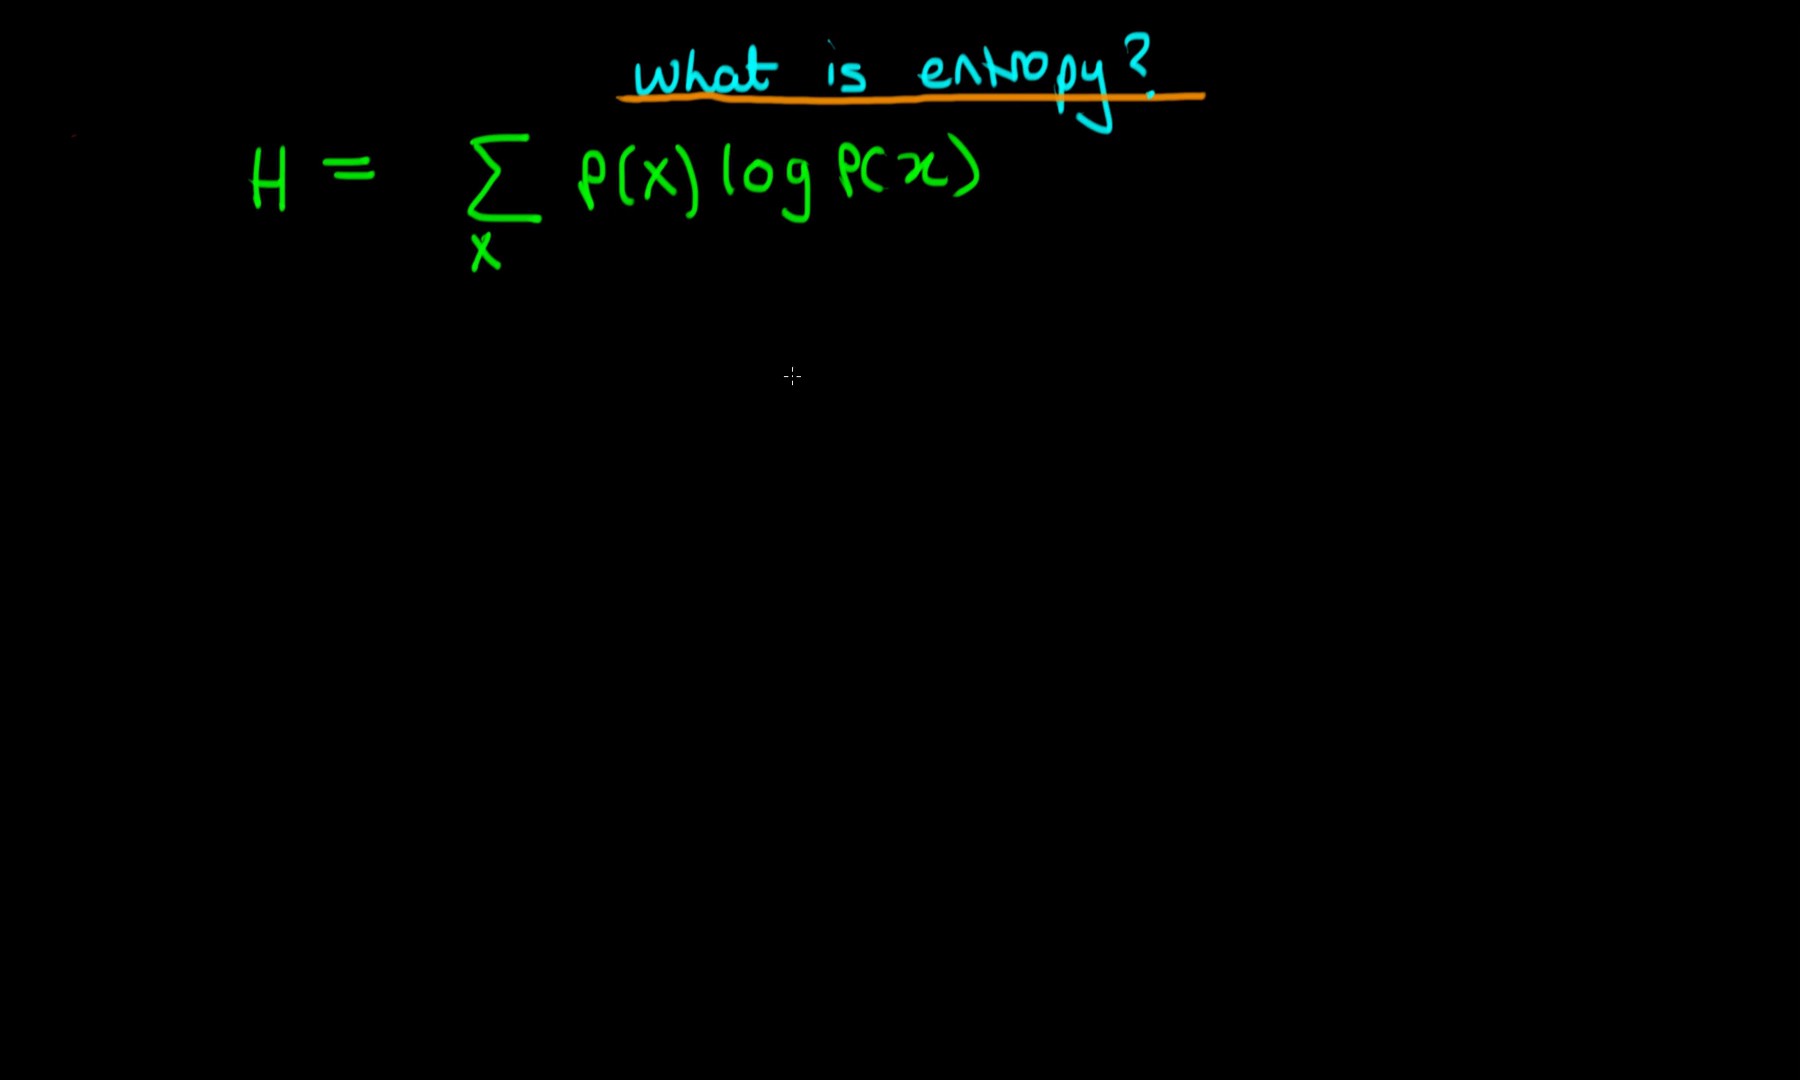 what is entropy?
H = ∑ p(x) log p(x)
x